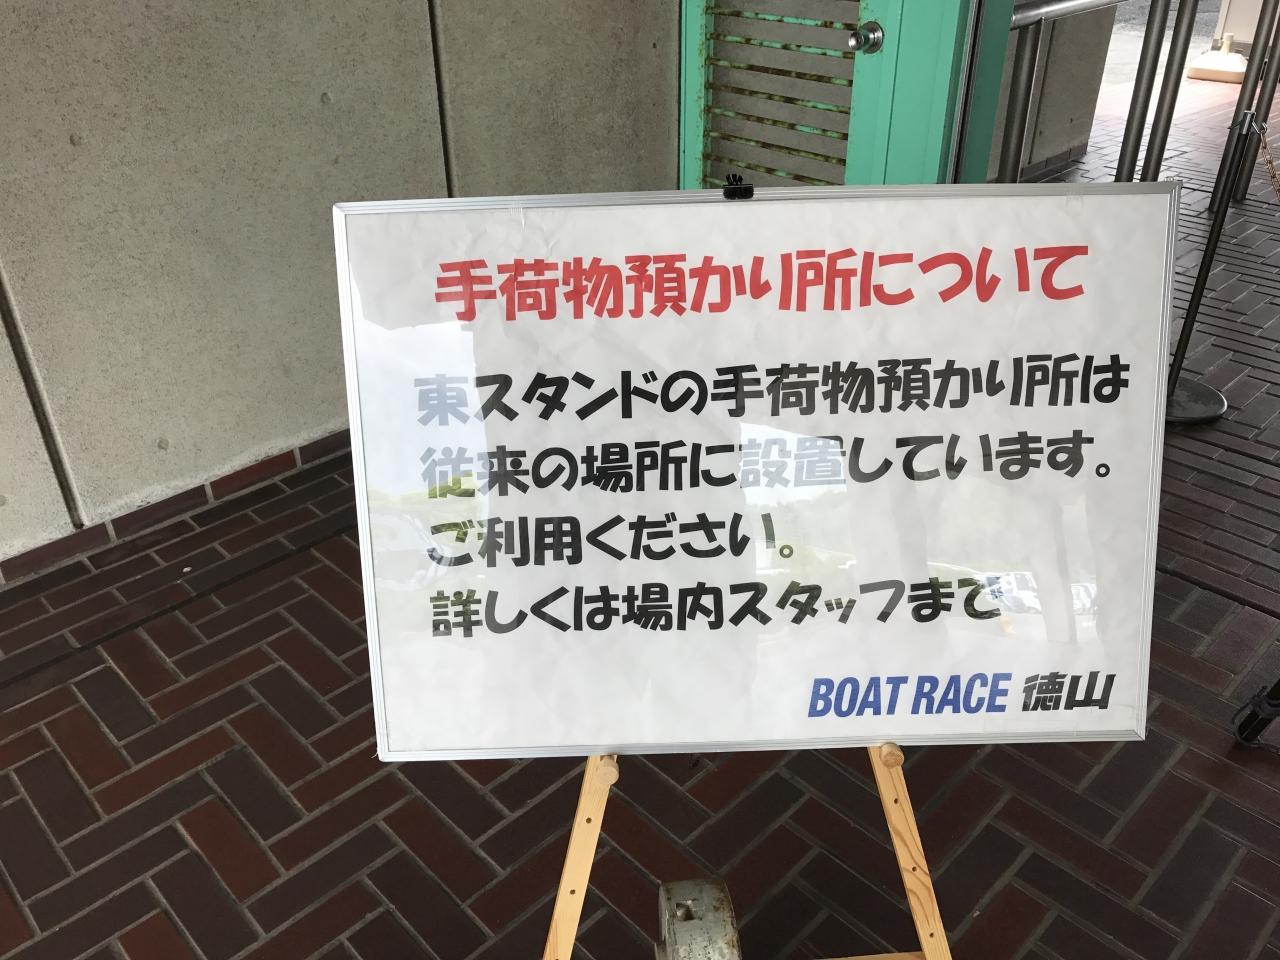 手荷物預かり所について
東スタンドの手荷物預かり所は
従来の場所に設置しています。
ご利用ください。
詳しくは場内スタッフまで
BOAT RACE 徳山